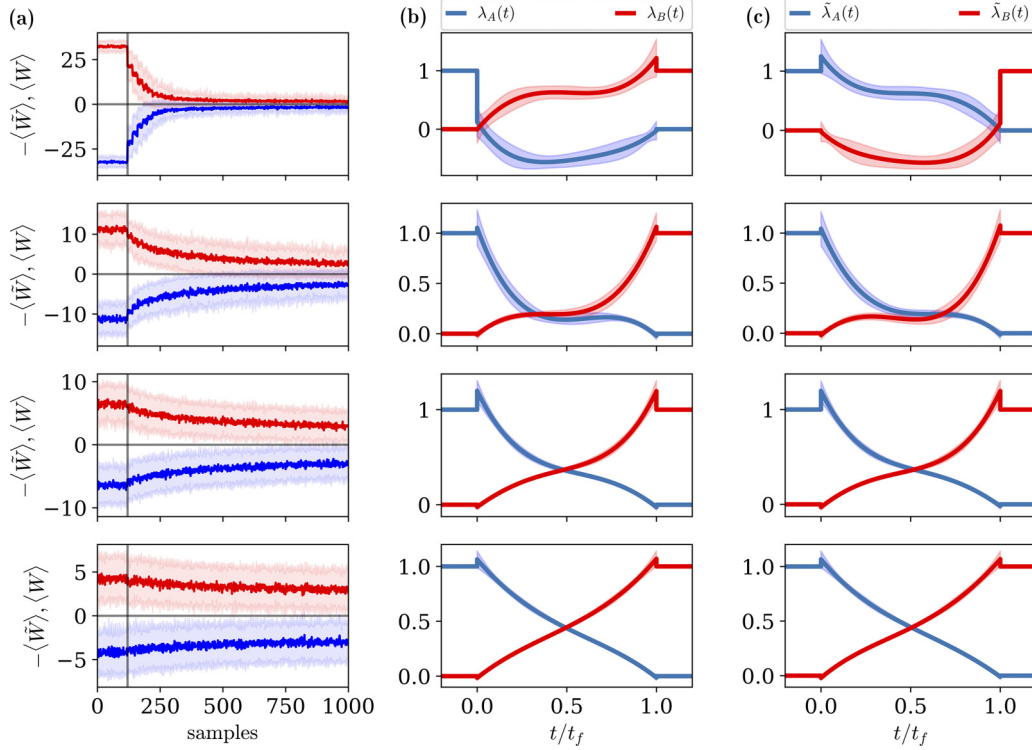 (a)
(b)
(c)
λ_A(t)
λ_B(t)
λ̃_A(t)
λ̃_B(t)
−⟨W̃⟩, ⟨W⟩
25
0
−25
1
0
1
0
−⟨W̃⟩, ⟨W⟩
10
0
−10
1.0
0.5
0.0
1.0
0.5
0.0
−⟨W̃⟩, ⟨W⟩
10
0
−10
1
0
1
0
−⟨W̃⟩, ⟨W⟩
5
0
−5
1.0
0.5
0.0
1.0
0.5
0.0
0 250 500 750 1000
0.0 0.5 1.0
0.0 0.5 1.0
samples
t/t_f
t/t_f